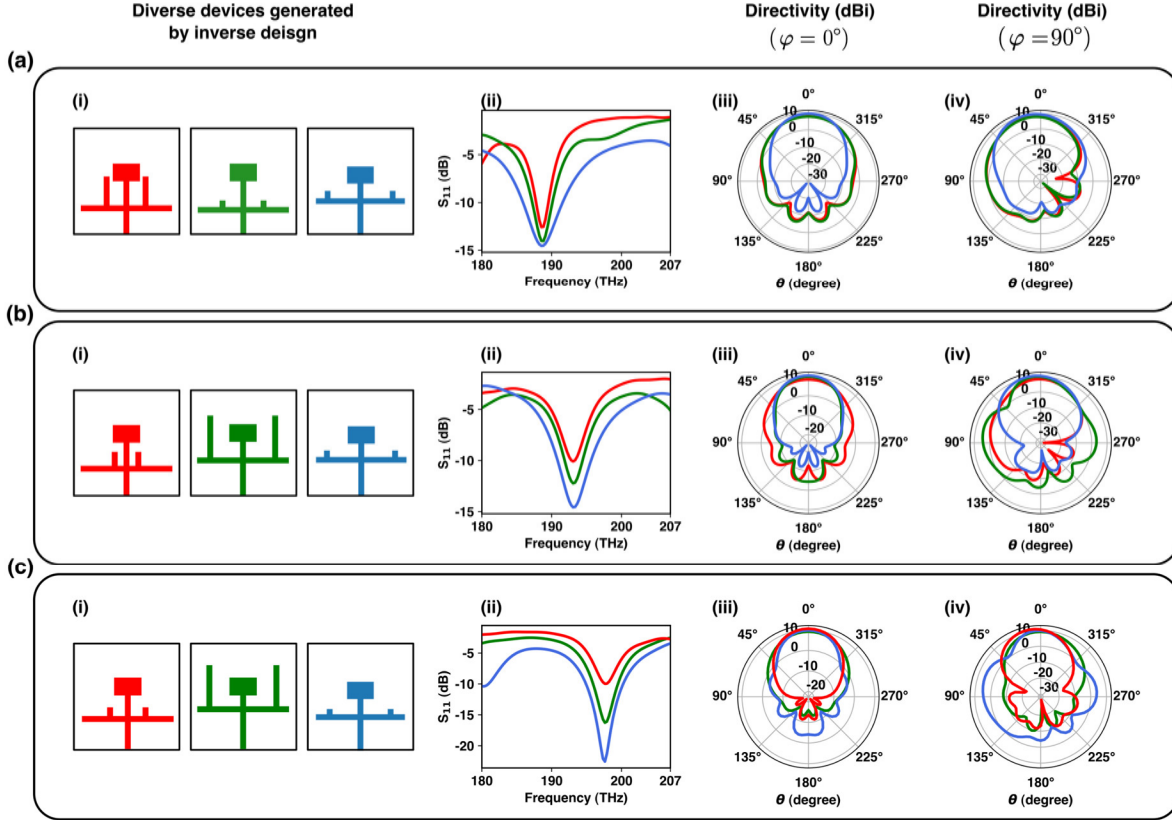 Diverse devices generated
by inverse deisgn
Directivity (dBi)
(φ = 0°)
Directivity (dBi)
(φ =90°)
(a)
(i)
(ii)
S₁₁ (dB)
-5
-10
-15
180
190
200
207
Frequency (THz)
(iii)
0°
45°
315°
10
0
-10
-20
-30
90°
270°
135°
225°
180°
θ (degree)
(iv)
0°
45°
315°
10
0
-10
-20
-30
90°
270°
135°
225°
180°
θ (degree)
(b)
(i)
(ii)
S₁₁ (dB)
-5
-10
-15
180
190
200
207
Frequency (THz)
(iii)
0°
45°
315°
10
0
-10
-20
90°
270°
135°
225°
180°
θ (degree)
(iv)
0°
45°
315°
10
0
-10
-20
-30
90°
270°
135°
225°
180°
θ (degree)
(c)
(i)
(ii)
S₁₁ (dB)
-5
-10
-15
-20
180
190
200
207
Frequency (THz)
(iii)
0°
45°
315°
10
0
-10
-20
90°
270°
135°
225°
180°
θ (degree)
(iv)
0°
45°
315°
10
0
-10
-20
-30
90°
270°
135°
225°
180°
θ (degree)